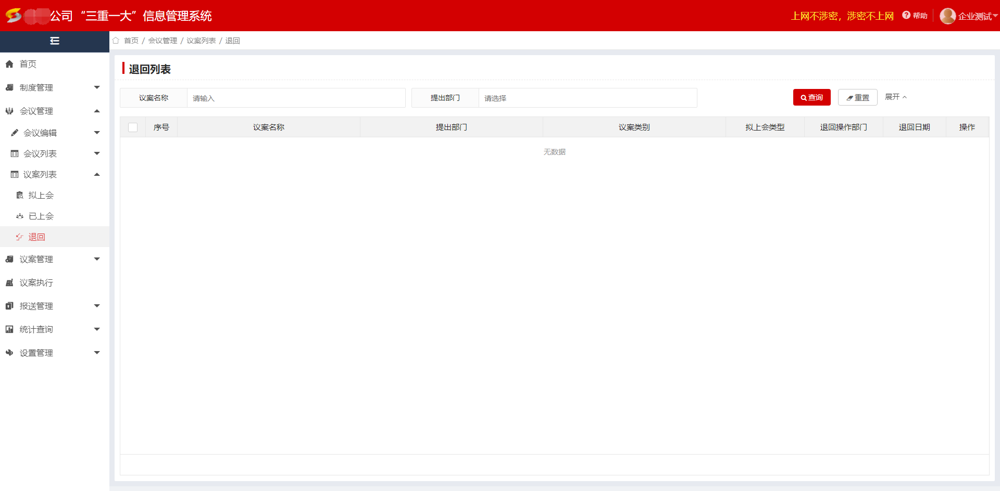 公司“三重一大”信息管理系统
上网不涉密，涉密不上网
帮助
企业测试
首页 / 会议管理 / 议案列表 / 退回
首页
制度管理
会议管理
会议编辑
会议列表
议案列表
拟上会
已上会
退回
议案管理
议案执行
报送管理
统计查询
设置管理
退回列表
议案名称 请输入 提出部门 请选择 查询 重置 展开
序号 议案名称 提出部门 议案类别 拟上会类型 退回操作部门 退回日期 操作
无数据